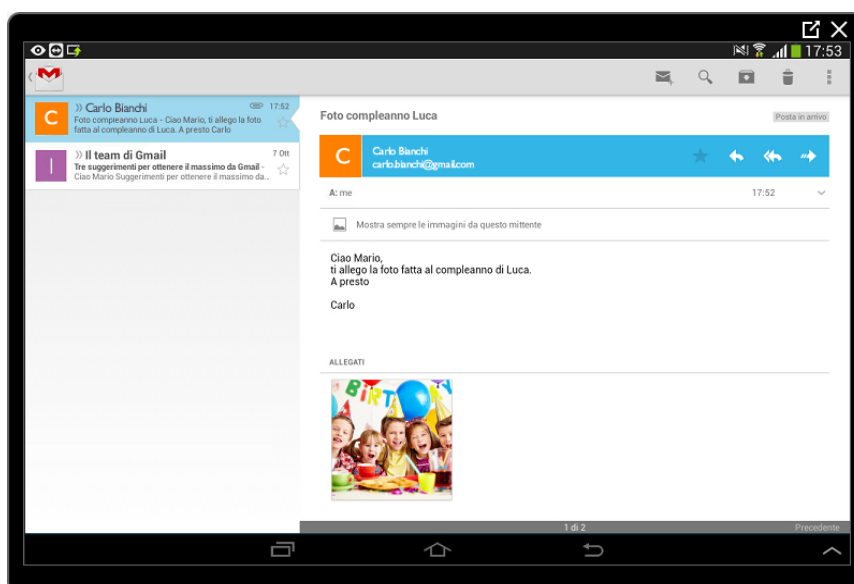 17:53
C
Carlo Bianchi
17:52
Foto compleanno Luca - Ciao Mario, ti allego la foto
fatta al compleanno di Luca. A presto Carlo
I
Il team di Gmail
7 Ott
Tre suggerimenti per ottenere il massimo da Gmail -
Ciao Mario Suggerimenti per ottenere il massimo da...
Foto compleanno Luca
Posta in arrivo
C
Carlo Bianchi
carlo.bianchi@gmail.com
A: me
17:52
Mostra sempre le immagini da questo mittente
Ciao Mario,
ti allego la foto fatta al compleanno di Luca.
A presto
Carlo
ALLEGATI
1 di 2
Precedente